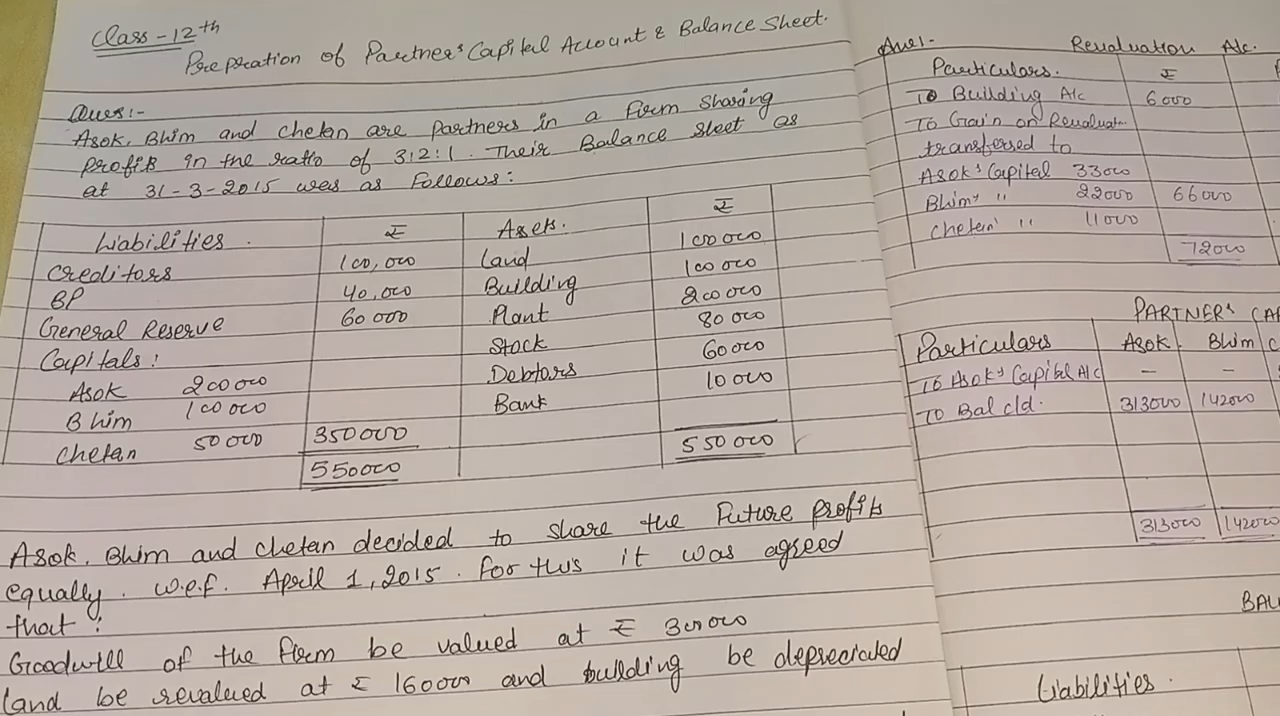 Class-12th
Prepration of Partner's Capital Account & Balance Sheet.
Ques:-
Asok, Bhim and Chetan are partners in a firm sharing
profits in the ratio of 3:2:1. Their Balance Sheet as
at 31-3-2015 was as Follows:
Liabilities. ₹ Assets. ₹
Creditors 100,000 Land 100000
BP 40,000 Building 100000
General Reserve 60000 Plant 200000
Capitals: Stock 80000
Asok 200000 Debtors 60000
Bhim 100000 Bank 10000
Chetan 50000 350000
550000 550000
Asok, Bhim and Chetan decided to share the Future profits
equally. w.e.f. April 1, 2015. For this it was agreed
that:
Goodwill of the firm be valued at ₹ 300000
Land be revalued at ₹ 160000 and building be depreciated
Ans:- Revaluation A/c.
Particulars. ₹
To Building A/c 6000
To Gain on Revaluatn
transferred to
Asok's Capital 33000
Bhim's " 22000 66000
Chetan' " 11000
72000
PARTNER'S CA
Particulars Asok Bhim C
To Asok's Capital A/c - -
To Bal c/d. 313000 142000
313000 142000
BAL
Liabilities.